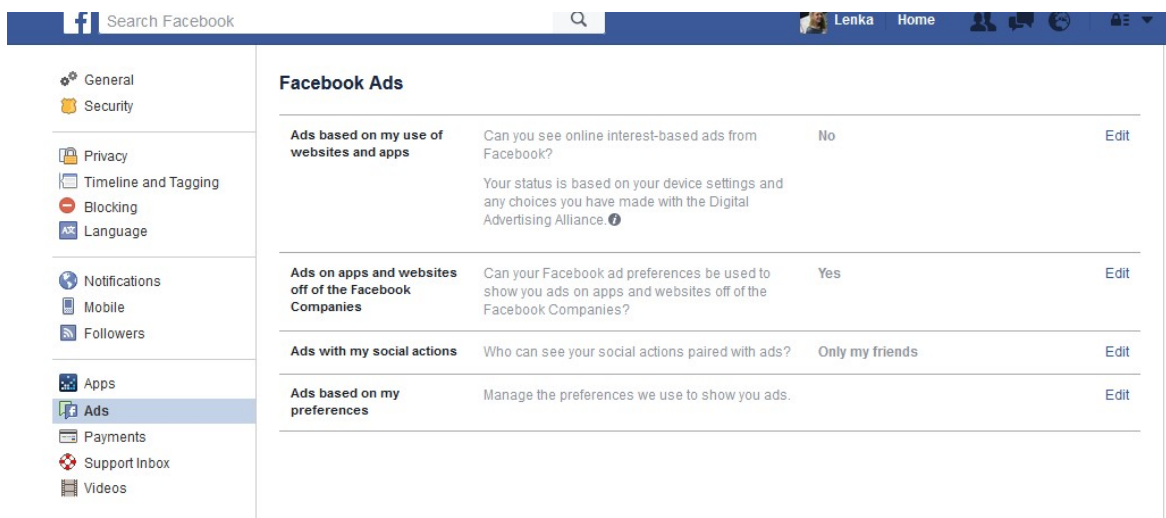 Search Facebook
Lenka
Home
General
Security
Privacy
Timeline and Tagging
Blocking
Language
Notifications
Mobile
Followers
Apps
Ads
Payments
Support Inbox
Videos
Facebook Ads
Ads based on my use of
websites and apps
Can you see online interest-based ads from
Facebook?
Your status is based on your device settings and
any choices you have made with the Digital
Advertising Alliance.
No
Edit
Ads on apps and websites
off of the Facebook
Companies
Can your Facebook ad preferences be used to
show you ads on apps and websites off of the
Facebook Companies?
Yes
Edit
Ads with my social actions
Who can see your social actions paired with ads?
Only my friends
Edit
Ads based on my
preferences
Manage the preferences we use to show you ads.
Edit